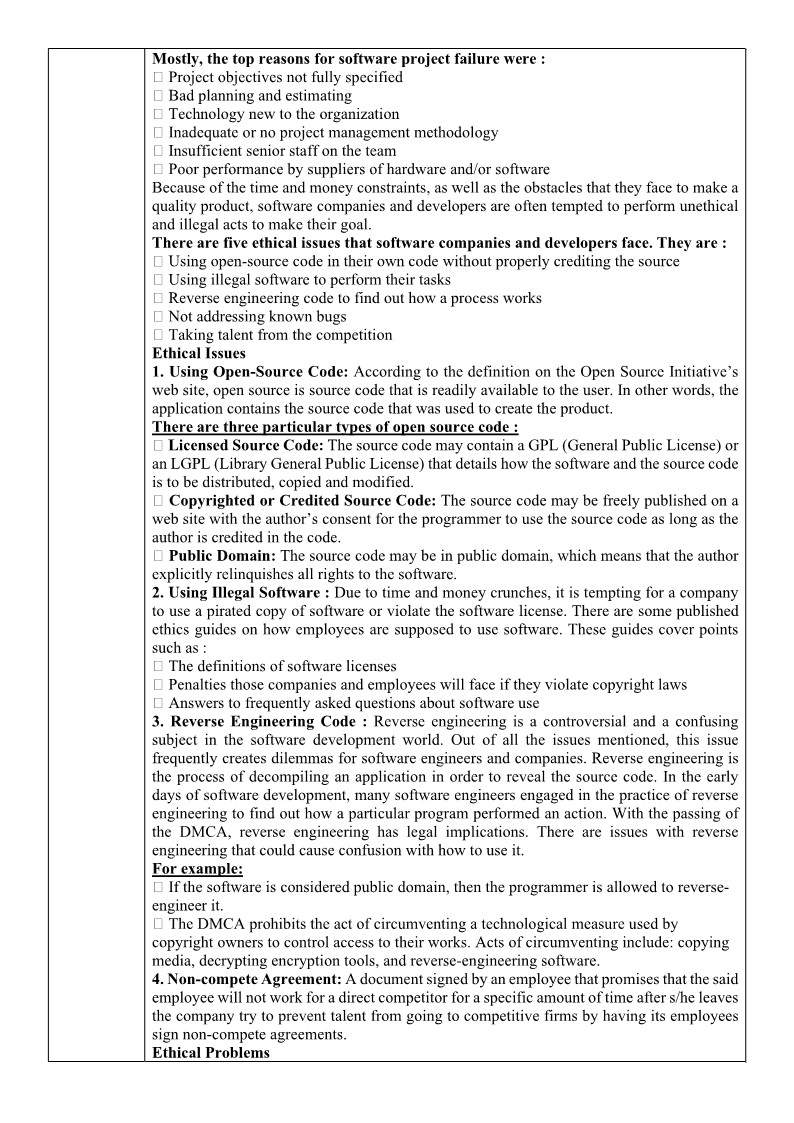 Mostly, the top reasons for software project failure were :
□ Project objectives not fully specified
□ Bad planning and estimating
□ Technology new to the organization
□ Inadequate or no project management methodology
□ Insufficient senior staff on the team
□ Poor performance by suppliers of hardware and/or software
Because of the time and money constraints, as well as the obstacles that they face to make a
quality product, software companies and developers are often tempted to perform unethical
and illegal acts to make their goal.
There are five ethical issues that software companies and developers face. They are :
□ Using open-source code in their own code without properly crediting the source
□ Using illegal software to perform their tasks
□ Reverse engineering code to find out how a process works
□ Not addressing known bugs
□ Taking talent from the competition
Ethical Issues
1. Using Open-Source Code: According to the definition on the Open Source Initiative’s
web site, open source is source code that is readily available to the user. In other words, the
application contains the source code that was used to create the product.
There are three particular types of open source code :
□ Licensed Source Code: The source code may contain a GPL (General Public License) or
an LGPL (Library General Public License) that details how the software and the source code
is to be distributed, copied and modified.
□ Copyrighted or Credited Source Code: The source code may be freely published on a
web site with the author’s consent for the programmer to use the source code as long as the
author is credited in the code.
□ Public Domain: The source code may be in public domain, which means that the author
explicitly relinquishes all rights to the software.
2. Using Illegal Software : Due to time and money crunches, it is tempting for a company
to use a pirated copy of software or violate the software license. There are some published
ethics guides on how employees are supposed to use software. These guides cover points
such as :
□ The definitions of software licenses
□ Penalties those companies and employees will face if they violate copyright laws
□ Answers to frequently asked questions about software use
3. Reverse Engineering Code : Reverse engineering is a controversial and a confusing
subject in the software development world. Out of all the issues mentioned, this issue
frequently creates dilemmas for software engineers and companies. Reverse engineering is
the process of decompiling an application in order to reveal the source code. In the early
days of software development, many software engineers engaged in the practice of reverse
engineering to find out how a particular program performed an action. With the passing of
the DMCA, reverse engineering has legal implications. There are issues with reverse
engineering that could cause confusion with how to use it.
For example:
□ If the software is considered public domain, then the programmer is allowed to reverse-
engineer it.
□ The DMCA prohibits the act of circumventing a technological measure used by
copyright owners to control access to their works. Acts of circumventing include: copying
media, decrypting encryption tools, and reverse-engineering software.
4. Non-compete Agreement: A document signed by an employee that promises that the said
employee will not work for a direct competitor for a specific amount of time after s/he leaves
the company try to prevent talent from going to competitive firms by having its employees
sign non-compete agreements.
Ethical Problems